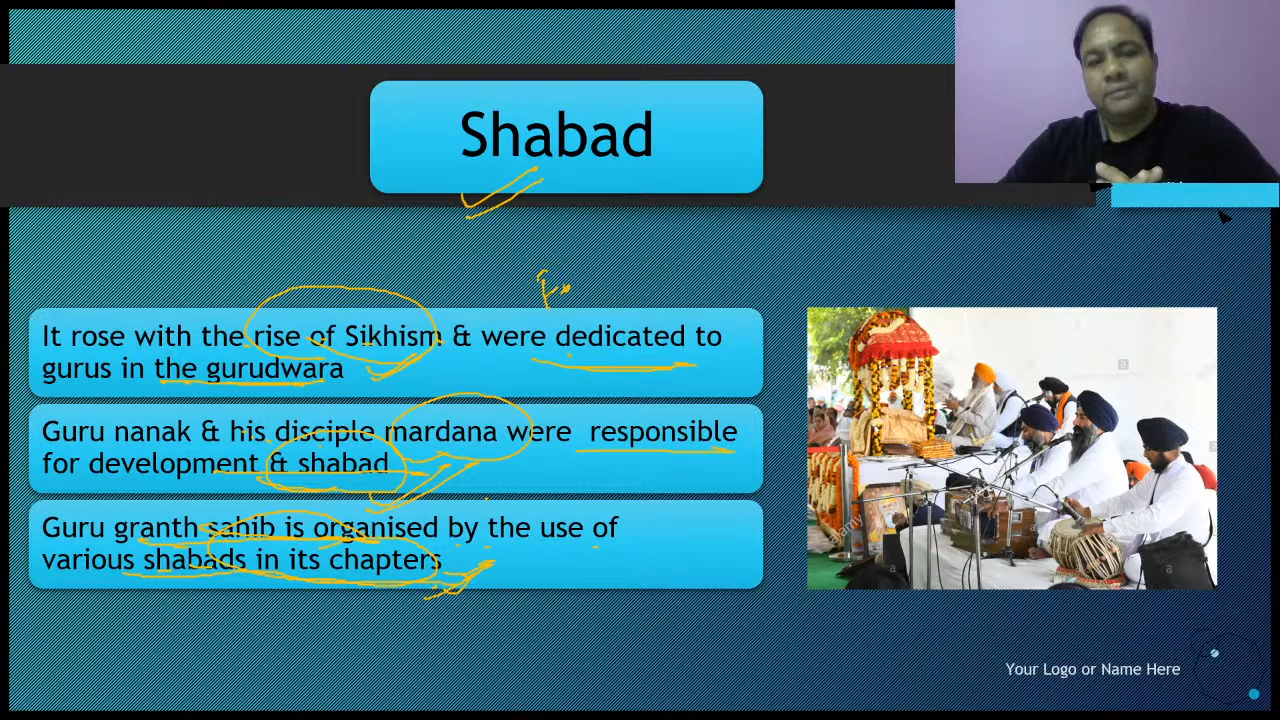 Shabad
It rose with the rise of Sikhism & were dedicated to
gurus in the gurudwara
Guru nanak & his disciple mardana were responsible
for development & shabad
Guru granth sahib is organised by the use of
various shabads in its chapters
a
a
a
Your Logo or Name Here